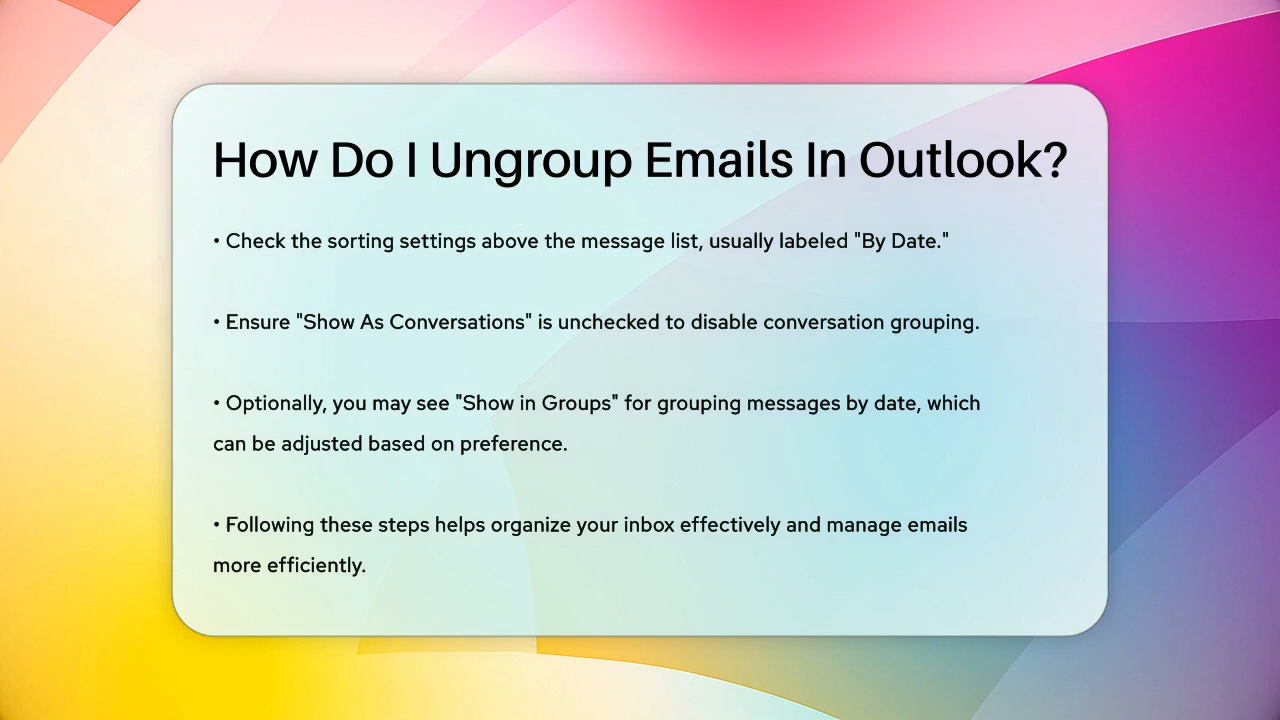 How Do I Ungroup Emails In Outlook?
• Check the sorting settings above the message list, usually labeled "By Date."
• Ensure "Show As Conversations" is unchecked to disable conversation grouping.
• Optionally, you may see "Show in Groups" for grouping messages by date, which
can be adjusted based on preference.
• Following these steps helps organize your inbox effectively and manage emails
more efficiently.